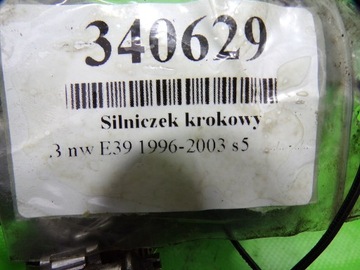 340629
Silniczek krokowy
3 nw E39 1996-2003 s5